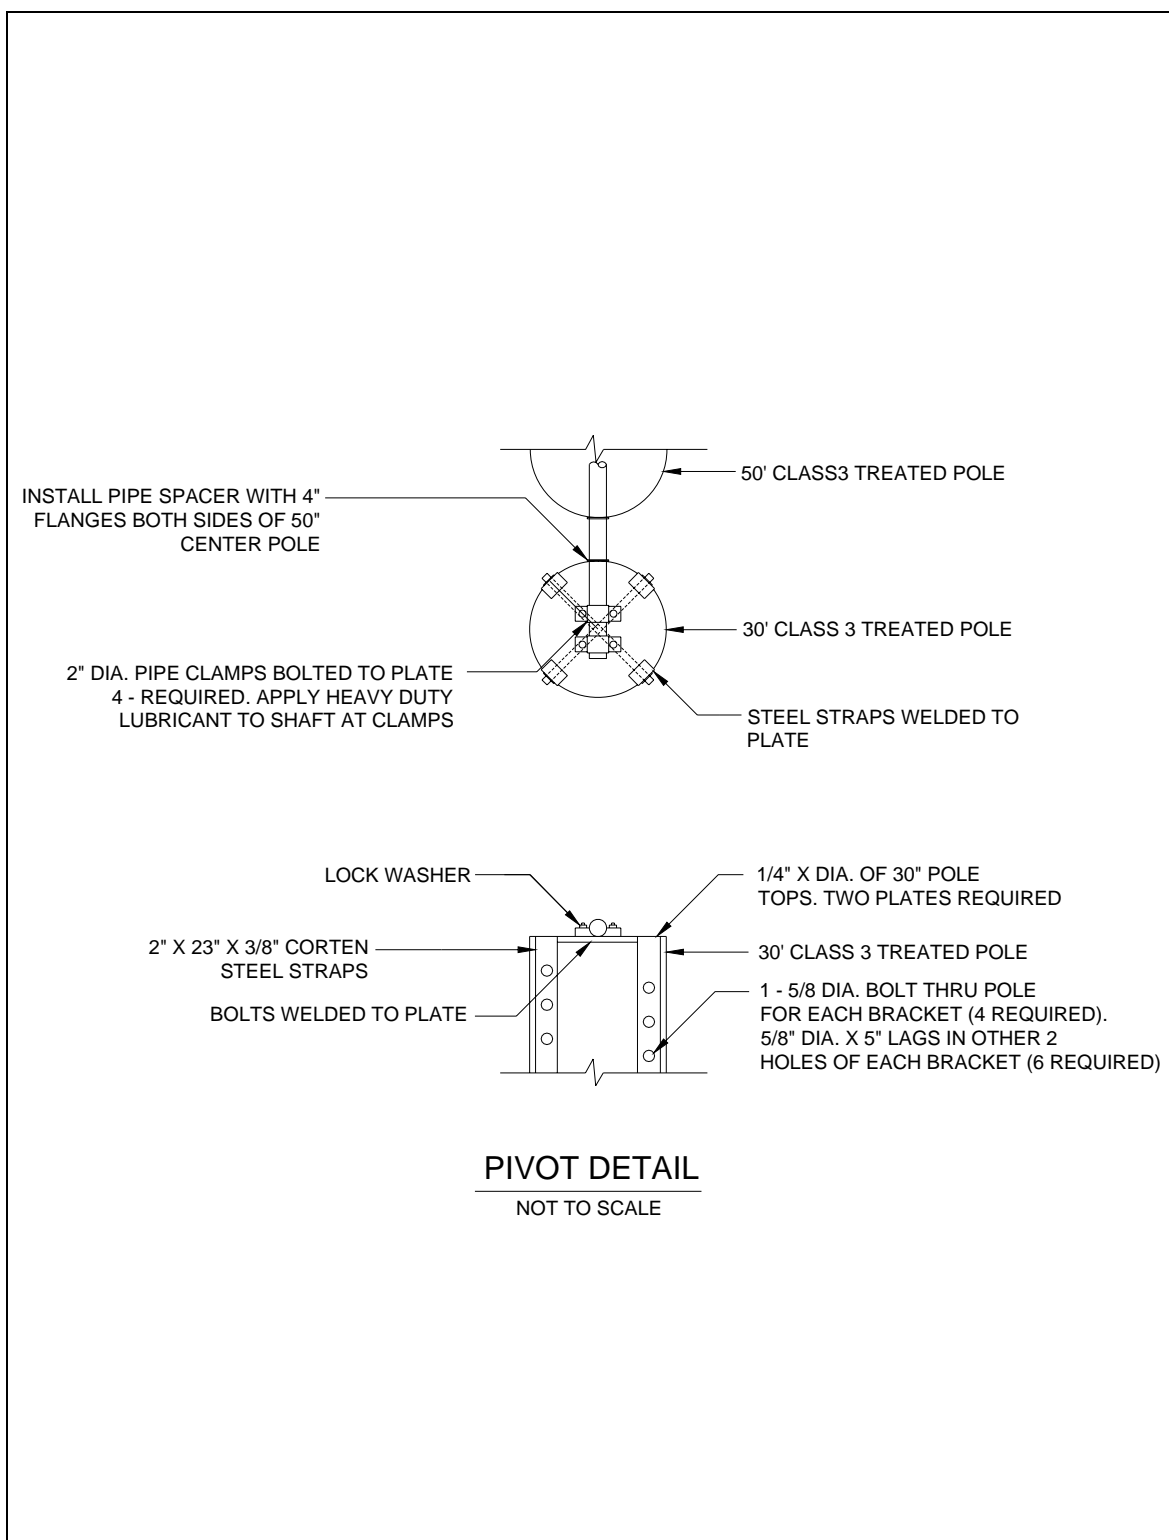 50' CLASS3 TREATED POLE
INSTALL PIPE SPACER WITH 4"
FLANGES BOTH SIDES OF 50"
CENTER POLE
30' CLASS 3 TREATED POLE
2" DIA. PIPE CLAMPS BOLTED TO PLATE
4 - REQUIRED. APPLY HEAVY DUTY
LUBRICANT TO SHAFT AT CLAMPS
STEEL STRAPS WELDED TO
PLATE
LOCK WASHER
1/4" X DIA. OF 30" POLE
TOPS. TWO PLATES REQUIRED
2" X 23" X 3/8" CORTEN
STEEL STRAPS
30' CLASS 3 TREATED POLE
BOLTS WELDED TO PLATE
1 - 5/8 DIA. BOLT THRU POLE
FOR EACH BRACKET (4 REQUIRED).
5/8" DIA. X 5" LAGS IN OTHER 2
HOLES OF EACH BRACKET (6 REQUIRED)
PIVOT DETAIL
NOT TO SCALE